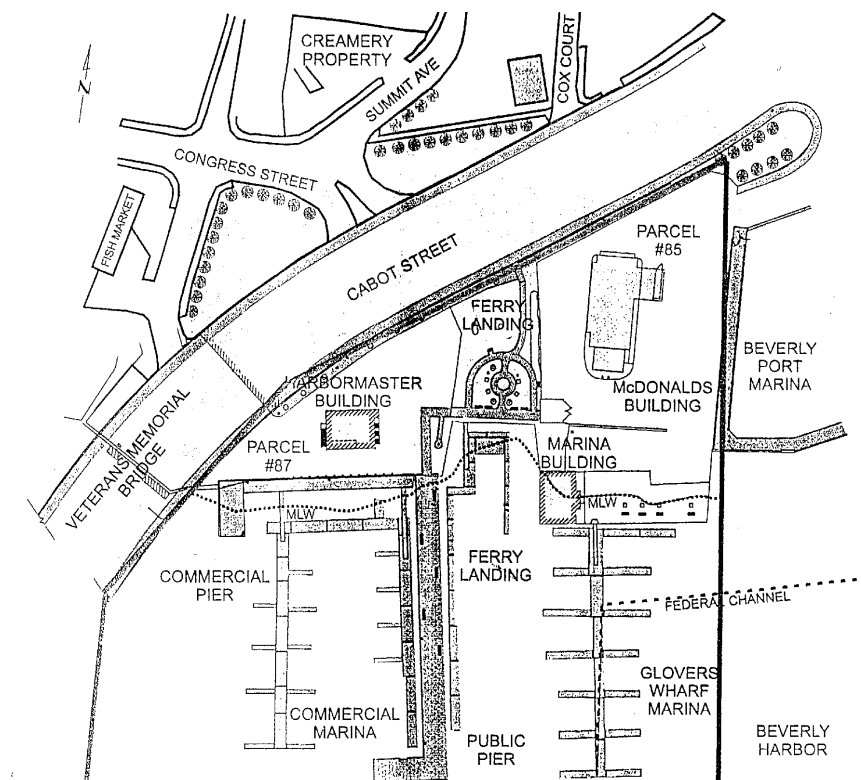 CREAMERY
PROPERTY
SUMMIT AVE
COX COURT
N
CONGRESS STREET
FISH MARKET
CABOT STREET
PARCEL
#85
FERRY
LANDING
BEVERLY
PORT
MARINA
HARBORMASTER
BUILDING
McDONALDS
BUILDING
VETERANS MEMORIAL
BRIDGE
PARCEL
#87
MARINA
BUILDING
MLW
MLW
COMMERCIAL
PIER
FERRY
LANDING
FEDERAL CHANNEL
GLOVERS
WHARF
MARINA
COMMERCIAL
MARINA
PUBLIC
PIER
BEVERLY
HARBOR